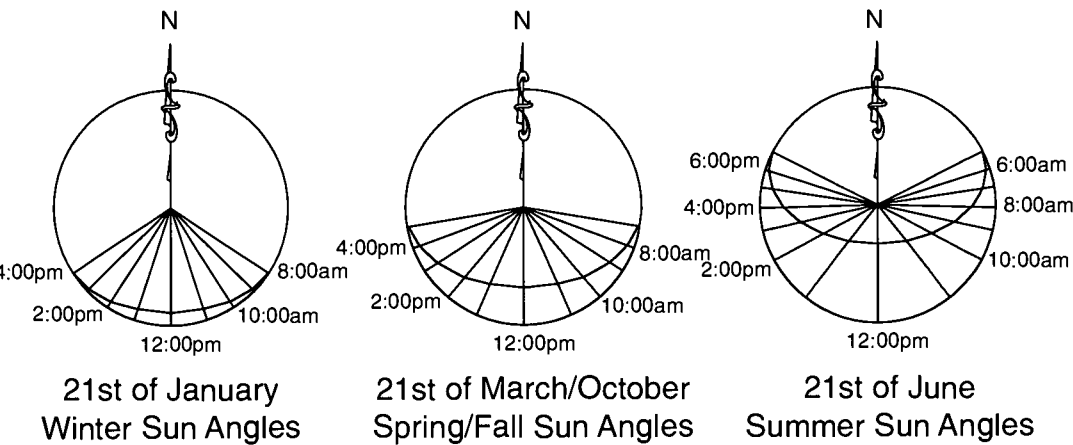 N
4:00pm
8:00am
2:00pm
10:00am
12:00pm
21st of January
Winter Sun Angles
N
4:00pm
8:00am
2:00pm
10:00am
12:00pm
21st of March/October
Spring/Fall Sun Angles
N
6:00pm
6:00am
4:00pm
8:00am
2:00pm
10:00am
12:00pm
21st of June
Summer Sun Angles